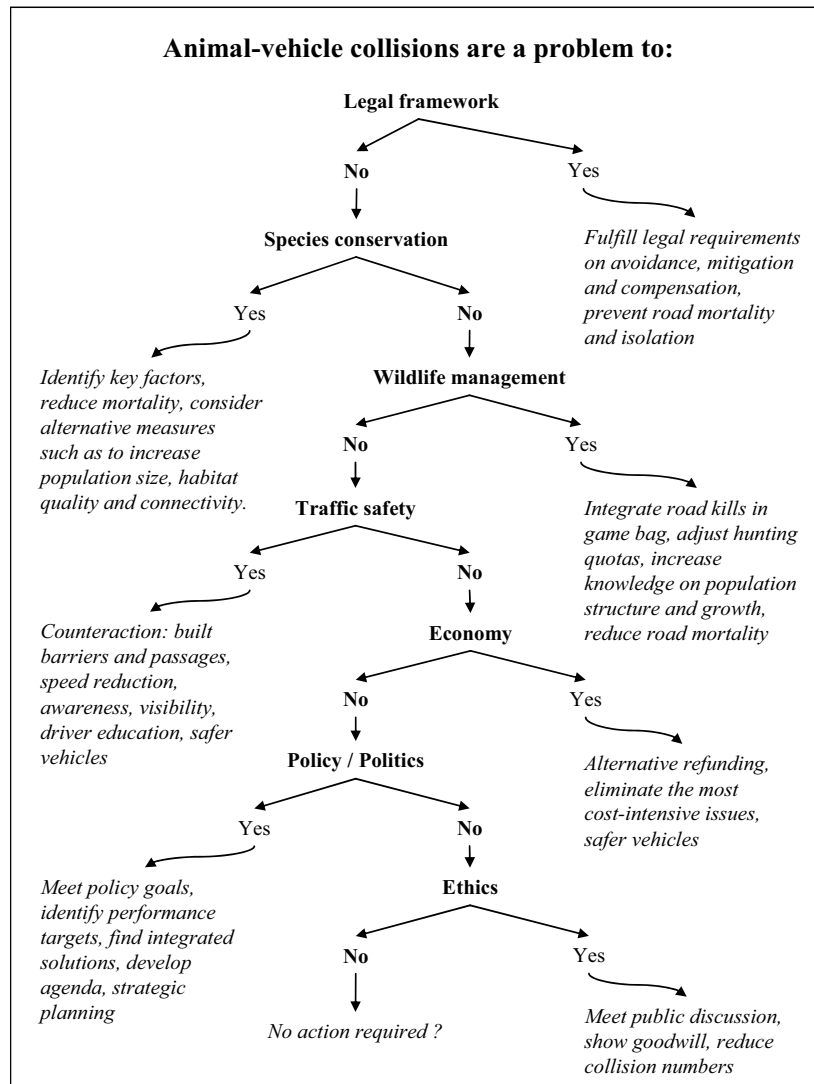 Animal-vehicle collisions are a problem to:
Legal framework
No
Yes
Fulfill legal requirements
on avoidance, mitigation
and compensation,
prevent road mortality
and isolation
Species conservation
Yes
No
Identify key factors,
reduce mortality, consider
alternative measures
such as to increase
population size, habitat
quality and connectivity.
Wildlife management
No
Yes
Integrate road kills in
game bag, adjust hunting
quotas, increase
knowledge on population
structure and growth,
reduce road mortality
Traffic safety
Yes
No
Counteraction: built
barriers and passages,
speed reduction,
awareness, visibility,
driver education, safer
vehicles
Economy
No
Yes
Alternative refunding,
eliminate the most
cost-intensive issues,
safer vehicles
Policy / Politics
Yes
No
Meet policy goals,
identify performance
targets, find integrated
solutions, develop
agenda, strategic
planning
Ethics
No
Yes
No action required ?
Meet public discussion,
show goodwill, reduce
collision numbers